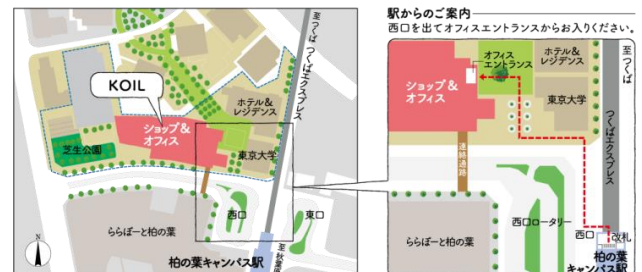 至つくば つくばエクスプレス
KOIL
ホテル&
レジデンス
ショップ&
オフィス
芝生公園
東京大学
西口
東口
ららぽーと柏の葉
N
柏の葉キャンパス駅
至秋葉原
駅からのご案内
西口を出てオフィスエントランスからお入りください。
オフィス
エントランス
ホテル&
レジデンス
至つくば
ショップ&
オフィス
東京大学
つくばエクスプレス
連絡通路
西口ロータリー
ららぽーと柏の葉
西口
改札
柏の葉
キャンパス駅